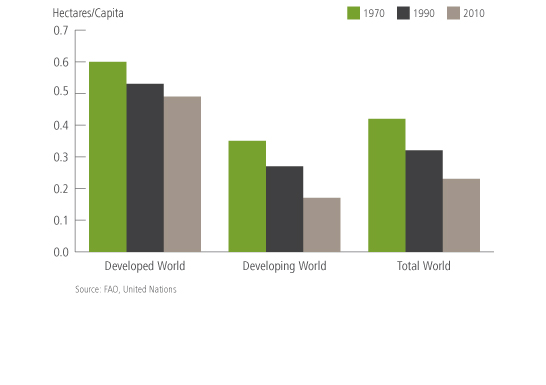 Hectares/Capita
1970 1990 2010
0.7
0.6
0.5
0.4
0.3
0.2
0.1
0.0
Developed World Developing World Total World
Source: FAO, United Nations